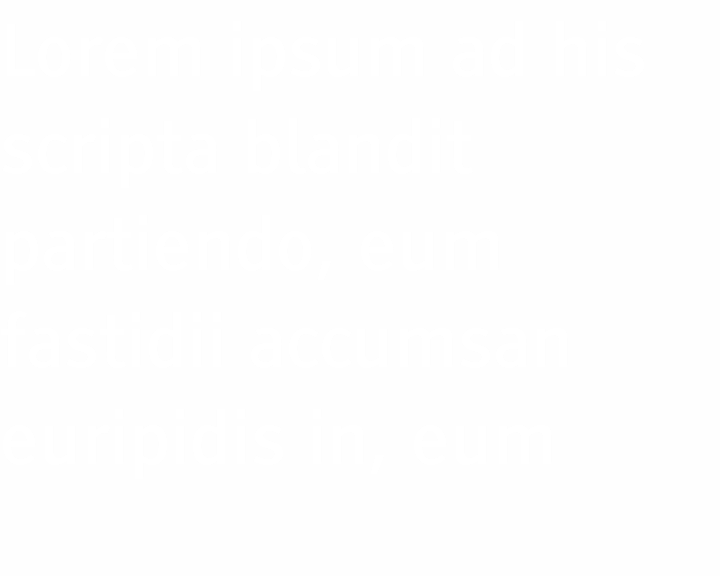 Lorem ipsum ad his
scripta blandit
partiendo, eum
fastidii accumsan
euripidis in, eum